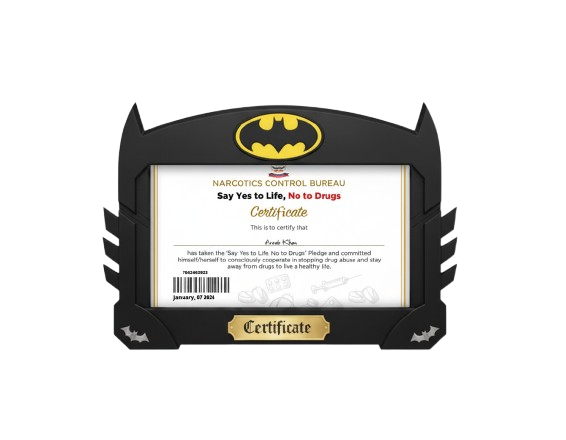 NARCOTICS CONTROL BUREAU
Say Yes to Life, No to Drugs
Certificate
This is to certify that
Areeb Khan
has taken the 'Say Yes to Life No to Drugs' Pledge and committed
himself/herself to consciously cooperate in stopping drug abuse and stay
away from drugs to live a healthy life.
January, 07 2024
Certificate